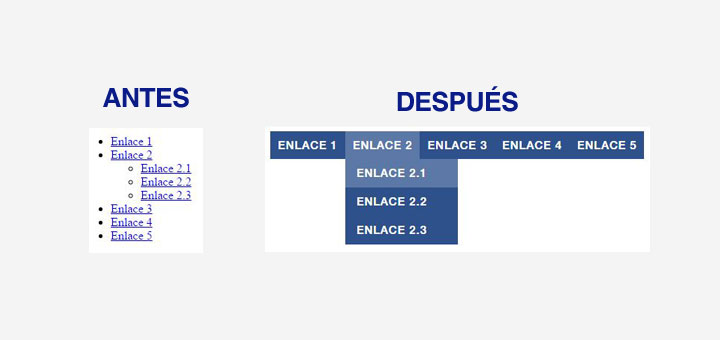 ANTES
Enlace 1
Enlace 2
Enlace 2.1
Enlace 2.2
Enlace 2.3
Enlace 3
Enlace 4
Enlace 5
DESPUÉS
ENLACE 1 ENLACE 2 ENLACE 3 ENLACE 4 ENLACE 5
ENLACE 2.1
ENLACE 2.2
ENLACE 2.3